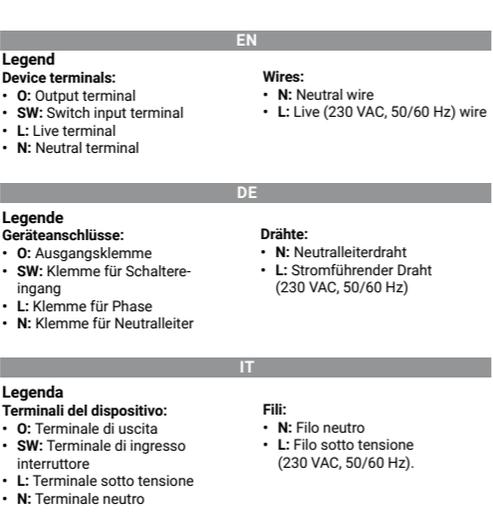 EN
Legend
Device terminals:
• O: Output terminal
• SW: Switch input terminal
• L: Live terminal
• N: Neutral terminal
Wires:
• N: Neutral wire
• L: Live (230 VAC, 50/60 Hz) wire
DE
Legende
Geräteanschlüsse:
• O: Ausgangsklemme
• SW: Klemme für Schaltere-
ingang
• L: Klemme für Phase
• N: Klemme für Neutralleiter
Drähte:
• N: Neutralleiterdraht
• L: Stromführender Draht
(230 VAC, 50/60 Hz)
IT
Legenda
Terminali del dispositivo:
• O: Terminale di uscita
• SW: Terminale di ingresso
interruttore
• L: Terminale sotto tensione
• N: Terminale neutro
Fili:
• N: Filo neutro
• L: Filo sotto tensione
(230 VAC, 50/60 Hz).